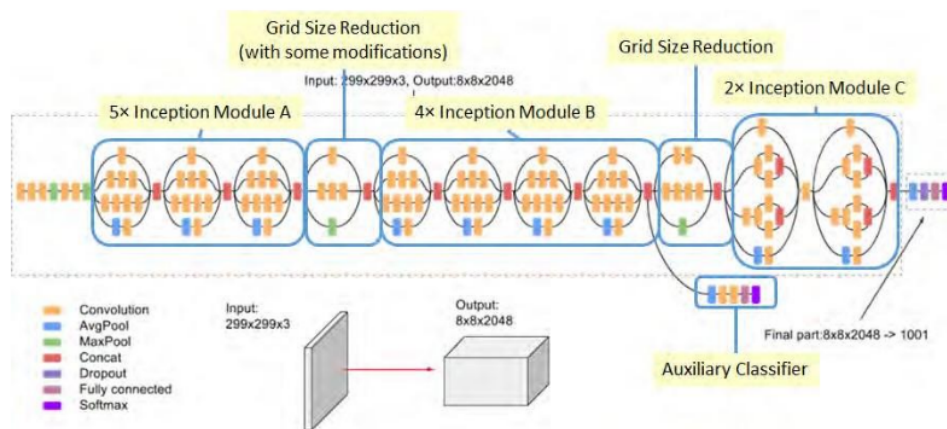 Grid Size Reduction
(with some modifications)
Grid Size Reduction
Input: 299x299x3, Output:8x8x2048
5× Inception Module A
4× Inception Module B
2× Inception Module C
Convolution
AvgPool
MaxPool
Concat
Dropout
Fully connected
Softmax
Input:
299x299x3
Output:
8x8x2048
Final part:8x8x2048 -> 1001
Auxiliary Classifier